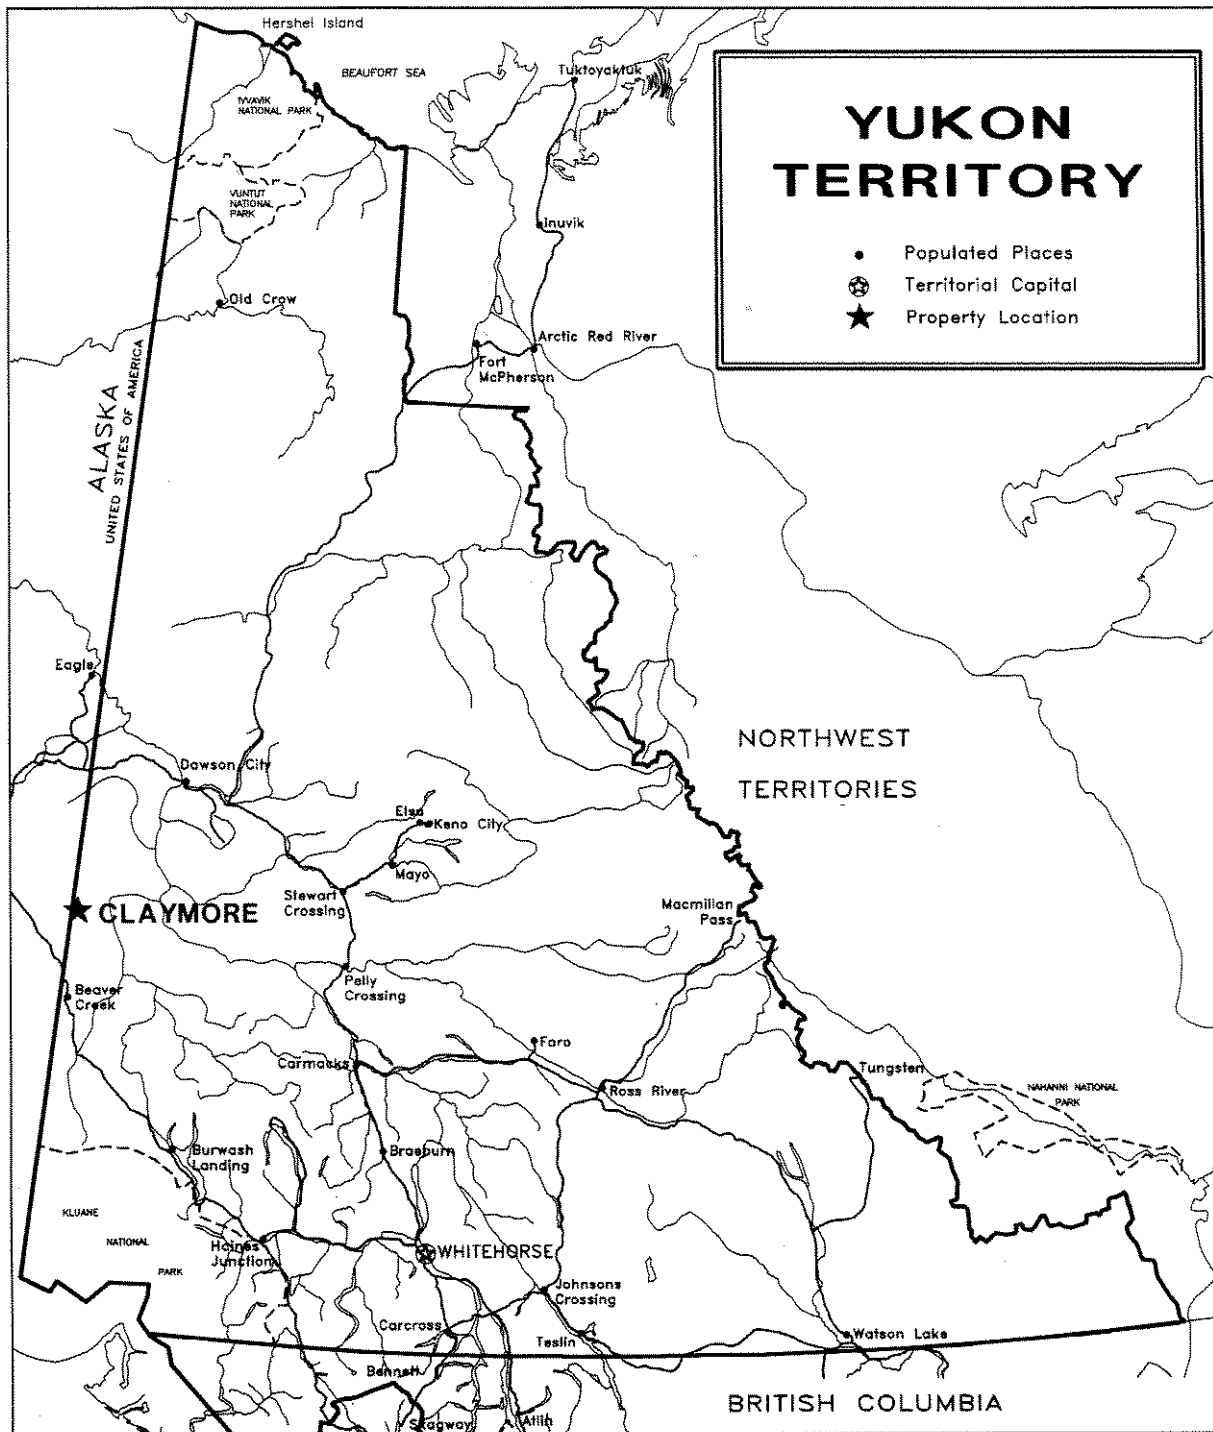 Hershel Island
BEAUFORT SEA
Tuktoyaktuk
IVVAVIK
NATIONAL PARK
VUNTUT
NATIONAL
PARK
YUKON
TERRITORY
Populated Places
Territorial Capital
Property Location
Inuvik
Old Crow
Arctic Red River
Fort
McPherson
ALASKA
UNITED STATES OF AMERICA
Eagle
NORTHWEST
TERRITORIES
Dawson City
Elsa
Keno City
Mayo
Stewart
Crossing
CLAYMORE
Macmillan
Pass
Pelly
Crossing
Beaver
Creek
Faro
Carmacks
Ross River
Tungsten
NAHANNI NATIONAL
PARK
Burwash
Landing
Braeburn
KLUANE
NATIONAL
PARK
Haines
Junction
WHITEHORSE
Johnsons
Crossing
Carcross
Teslin
Watson Lake
Bennett
BRITISH COLUMBIA
Skagway
Atlin